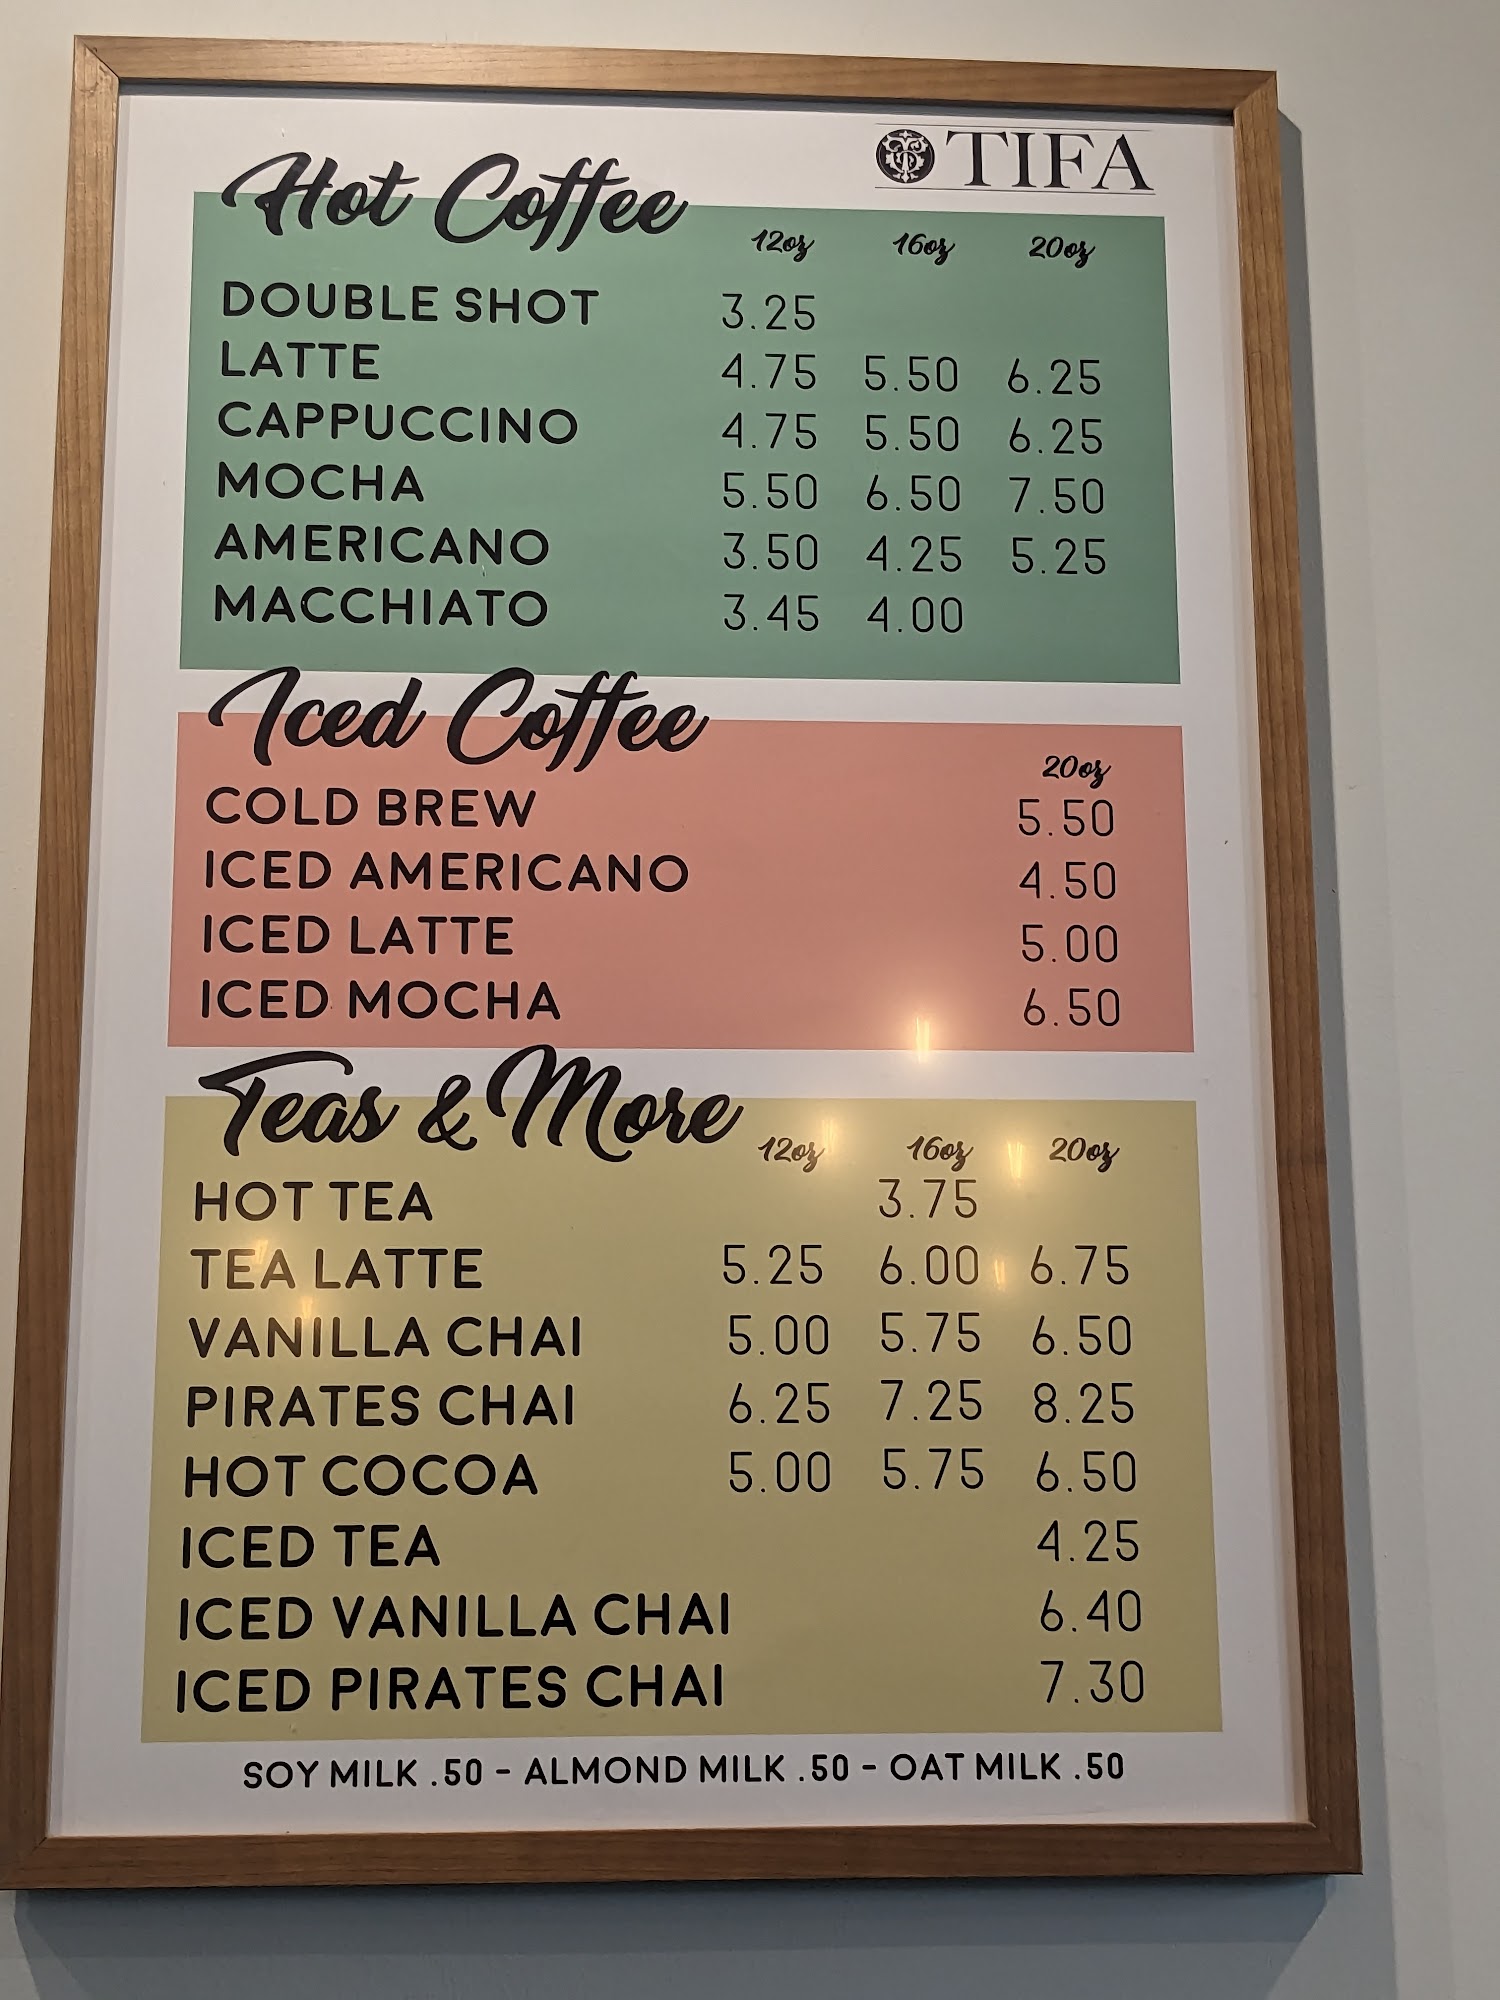 TIFA
Hot Coffee 12oz 16oz 20oz
DOUBLE SHOT 3.25
LATTE 4.75 5.50 6.25
CAPPUCCINO 4.75 5.50 6.25
MOCHA 5.50 6.50 7.50
AMERICANO 3.50 4.25 5.25
MACCHIATO 3.45 4.00
Iced Coffee 20oz
COLD BREW 5.50
ICED AMERICANO 4.50
ICED LATTE 5.00
ICED MOCHA 6.50
Teas & More 12oz 16oz 20oz
HOT TEA 3.75
TEA LATTE 5.25 6.00 6.75
VANILLA CHAI 5.00 5.75 6.50
PIRATES CHAI 6.25 7.25 8.25
HOT COCOA 5.00 5.75 6.50
ICED TEA 4.25
ICED VANILLA CHAI 6.40
ICED PIRATES CHAI 7.30
SOY MILK .50 - ALMOND MILK .50 - OAT MILK .50